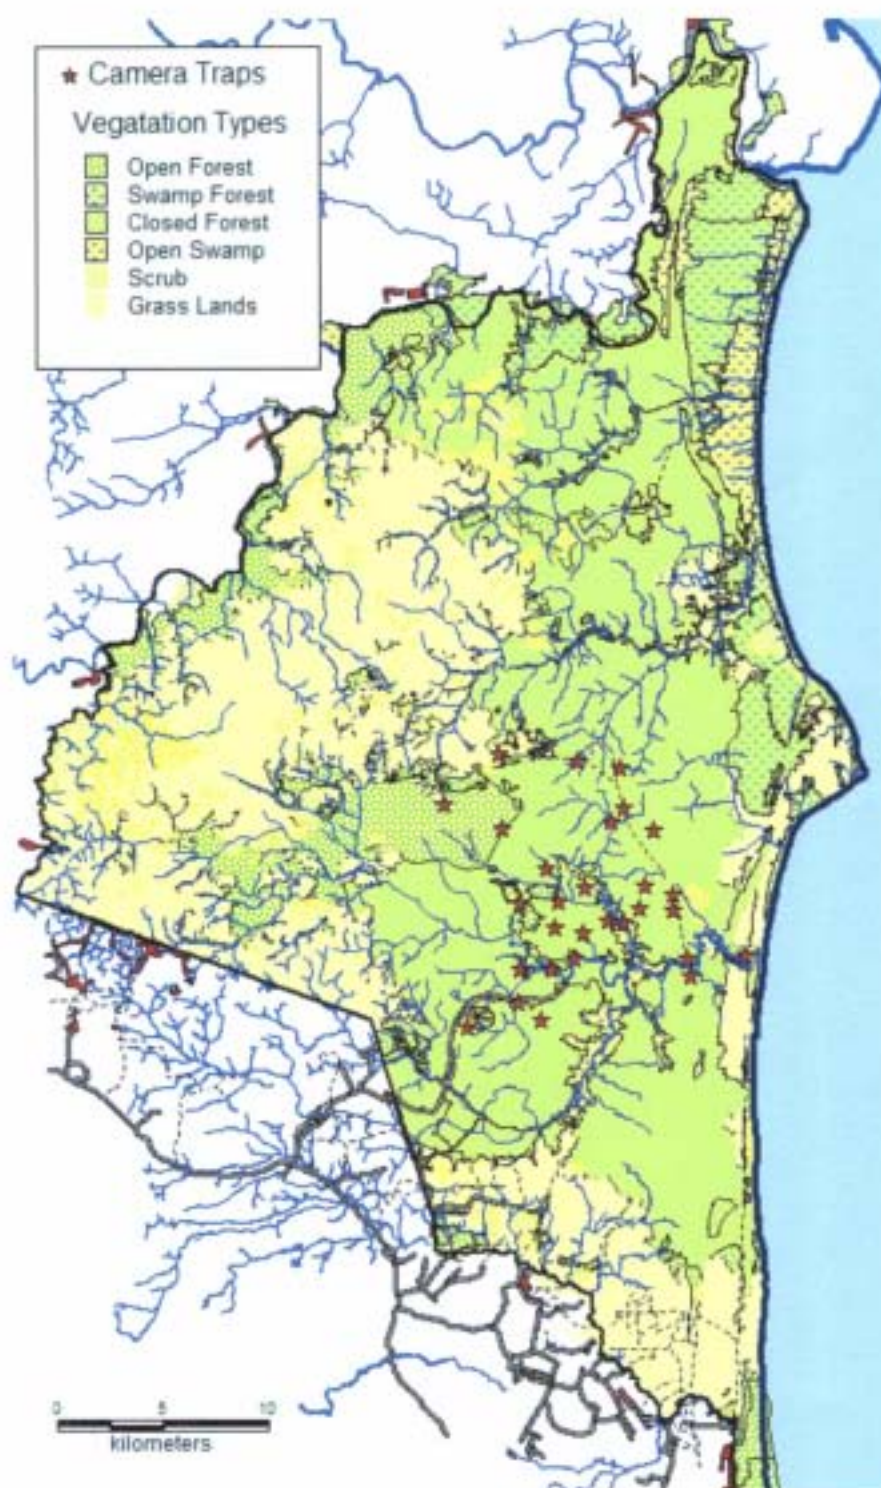 Camera Traps
Vegatation Types
Open Forest
Swamp Forest
Closed Forest
Open Swamp
Scrub
Grass Lands
0 5 10
kilometers